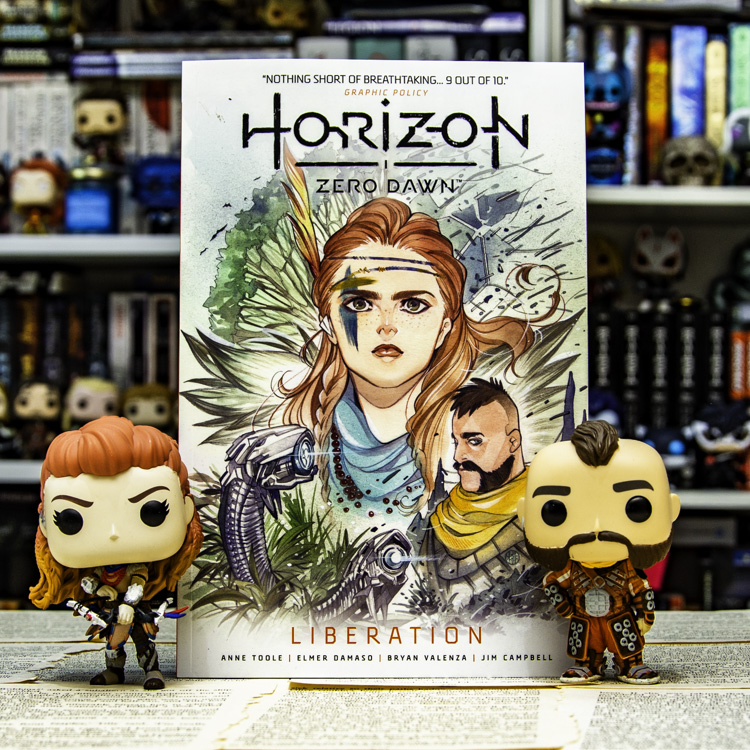 "NOTHING SHORT OF BREATHTAKING... 9 OUT OF 10."
GRAPHIC POLICY
HORIZON
ZERO DAWN™
LIBERATION
ANNE TOOLE | ELMER DAMASO | BRYAN VALENZA | JIM CAMPBELL